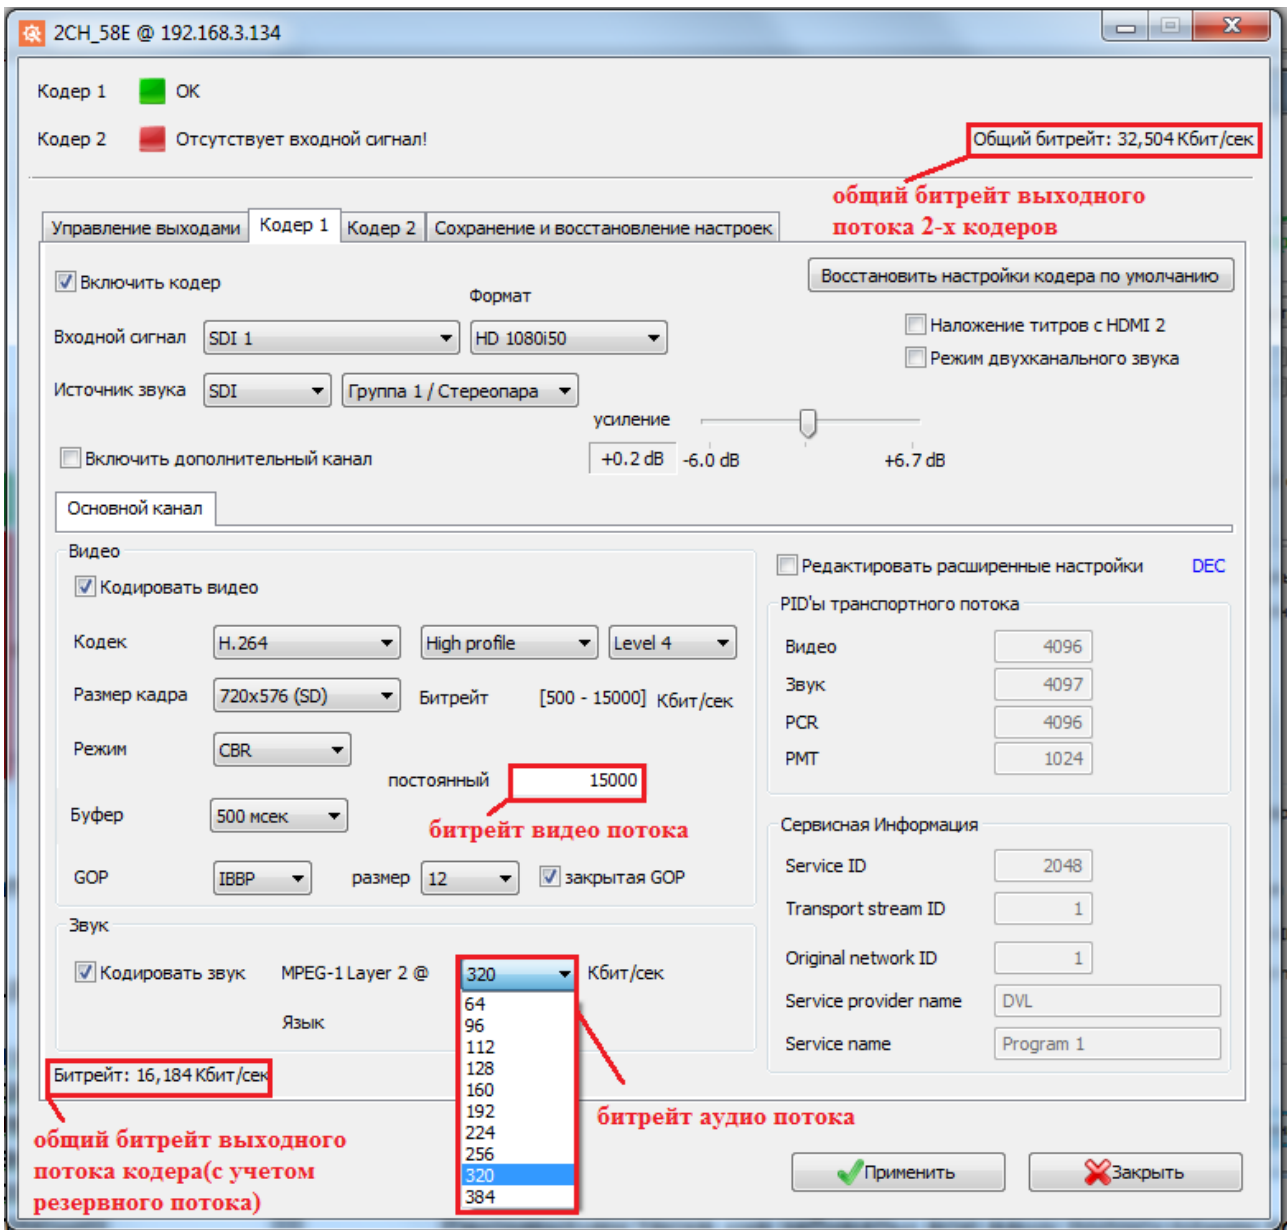 2CH_58E @ 192.168.3.134
Кодер 1 OK
Кодер 2 Отсутствует входной сигнал!
Общий битрейт: 32,504 Кбит/сек
общий битрейт выходного
потока 2-х кодеров
Управление выходами Кодер 1 Кодер 2 Сохранение и восстановление настроек
Включить кодер
Восстановить настройки кодера по умолчанию
Формат
Входной сигнал SDI 1 HD 1080i50
Наложение титров с HDMI 2
Режим двухканального звука
Источник звука SDI Группа 1 / Стереопара
усиление
Включить дополнительный канал
+0.2 dB -6.0 dB +6.7 dB
Основной канал
Видео
Кодировать видео
Кодек H.264 High profile Level 4
Размер кадра 720x576 (SD) Битрейт [500 - 15000] Кбит/сек
Режим CBR
постоянный 15000
Буфер 500 мсек
битрейт видео потока
GOP IBBP размер 12 закрытая GOP
Редактировать расширенные настройки DEC
PID'ы транспортного потока
Видео 4096
Звук 4097
PCR 4096
PMT 1024
Сервисная Информация
Service ID 2048
Transport stream ID 1
Original network ID 1
Service provider name DVL
Service name Program 1
Звук
Кодировать звук MPEG-1 Layer 2 @ 320 Кбит/сек
Язык
64
96
112
128
160
192
224
256
320
384
битрейт аудио потока
Битрейт: 16,184 Кбит/сек
общий битрейт выходного
потока кодера(с учетом
резервного потока)
Применить Закрыть